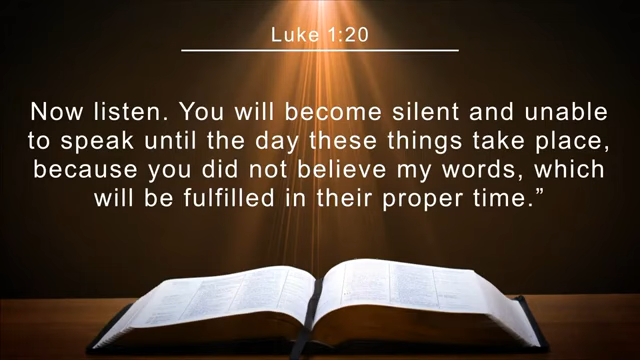 Luke 1:20
Now listen. You will become silent and unable
to speak until the day these things take place,
because you did not believe my words, which
will be fulfilled in their proper time.”